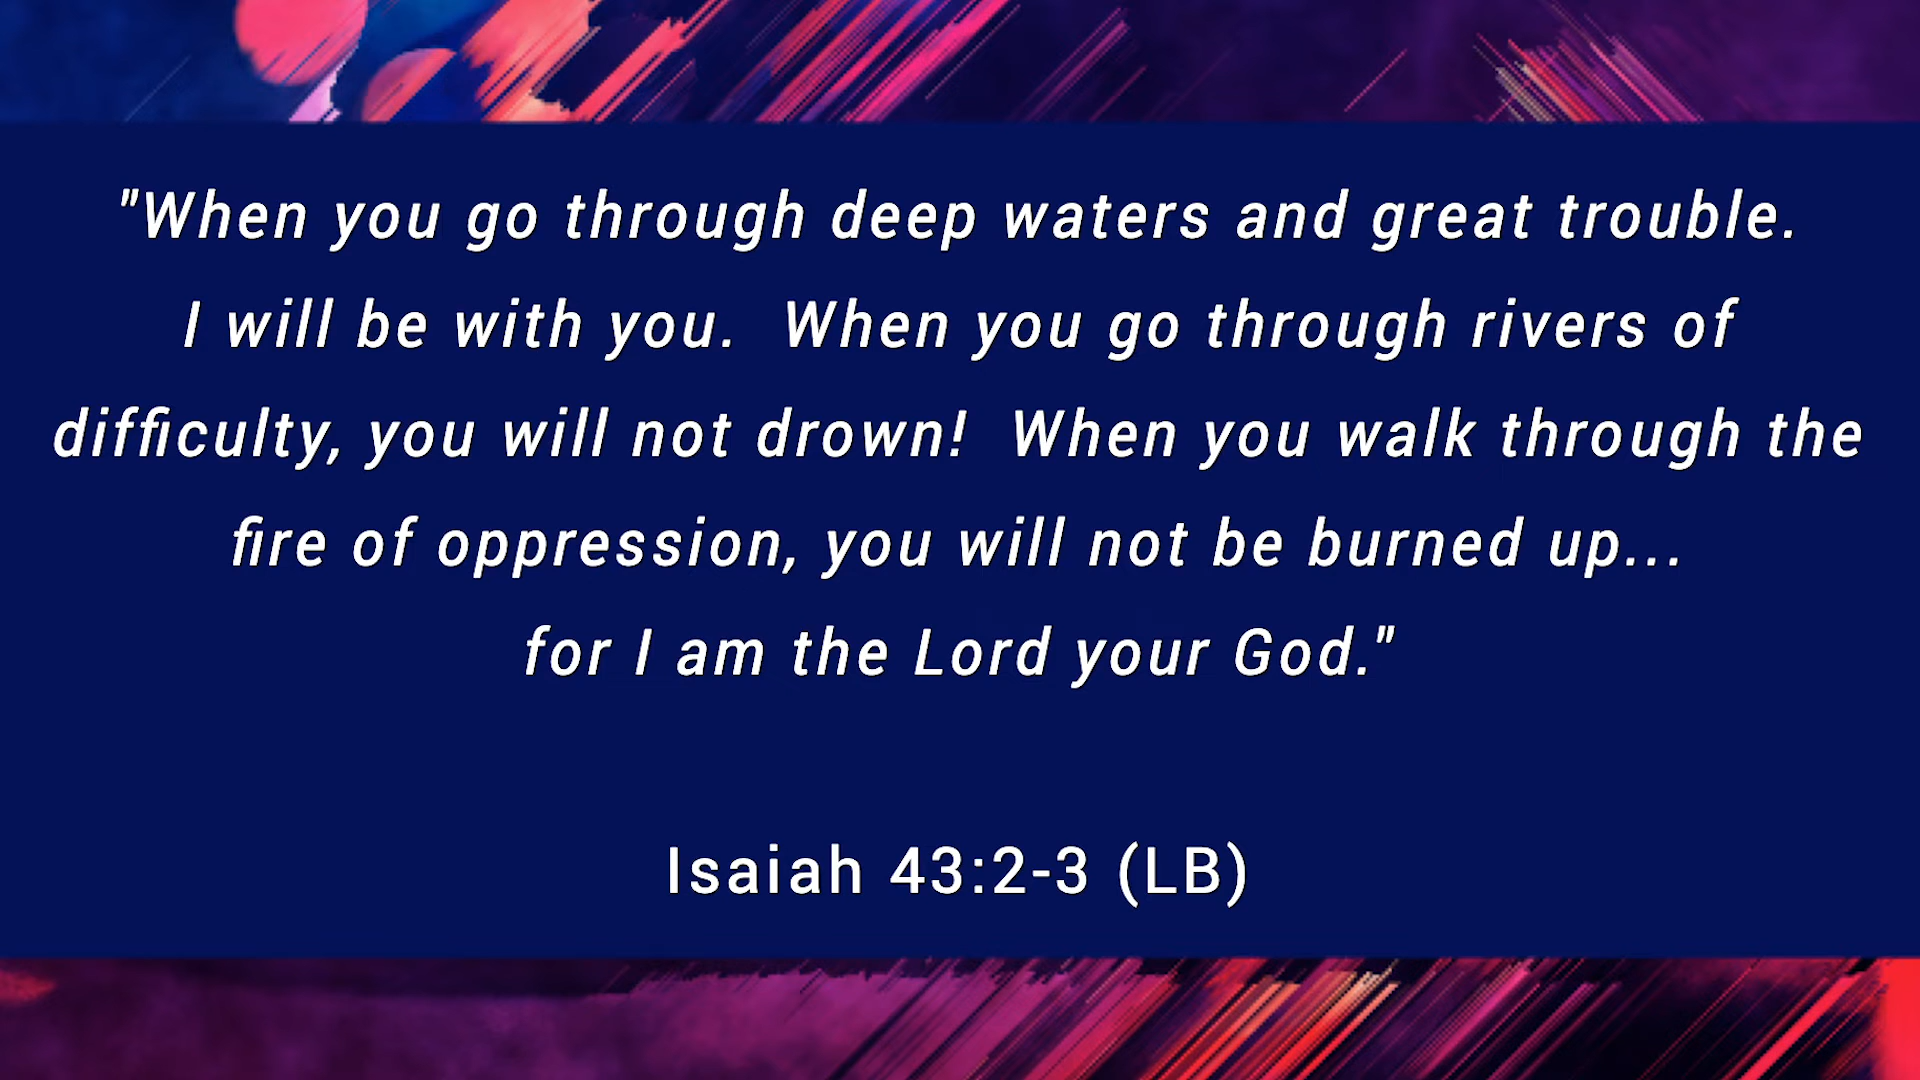 "When you go through deep waters and great trouble.
I will be with you.  When you go through rivers of
difficulty, you will not drown!  When you walk through the
fire of oppression, you will not be burned up...
for I am the Lord your God."
Isaiah 43:2-3 (LB)